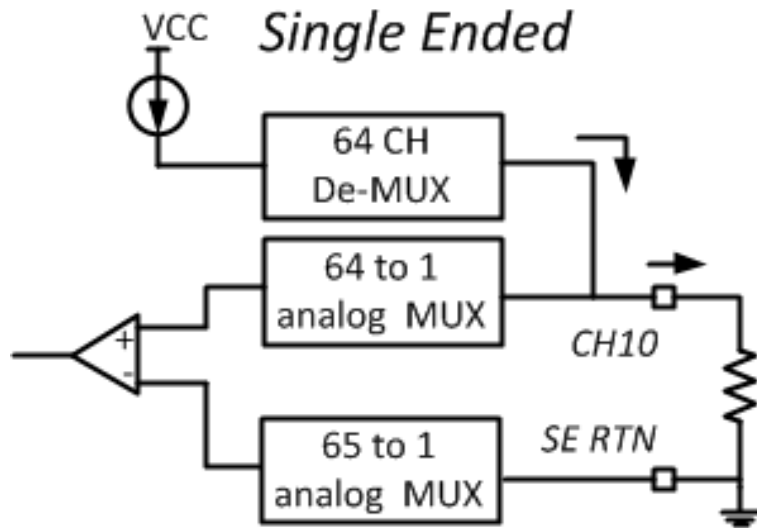 VCC
Single Ended
64 CH
De-MUX
64 to 1
analog MUX
+
-
CH10
SE RTN
65 to 1
analog MUX